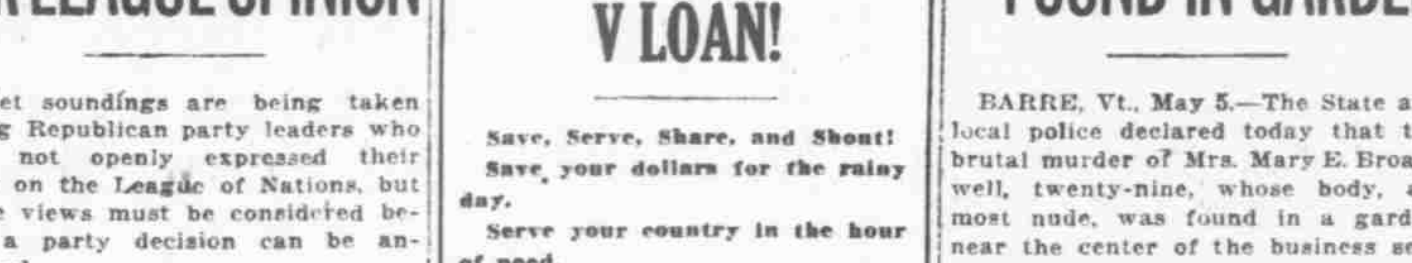 LEAGUE OPINION
et soundings are being taken
g Republican party leaders who
not openly expressed their
on the League of Nations, but
e views must be considered be-
a party decision can be an-
V LOAN!
Save, Serve, Share, and Shout!
Save your dollars for the rainy
day.
Serve your country in the hour
of need
FOUND IN GARDE
BARRE, Vt., May 5.—The State a
local police declared today that t
brutal murder of Mrs. Mary E. Broa
well, twenty-nine, whose body, a
most nude, was found in a gard
near the center of the business se